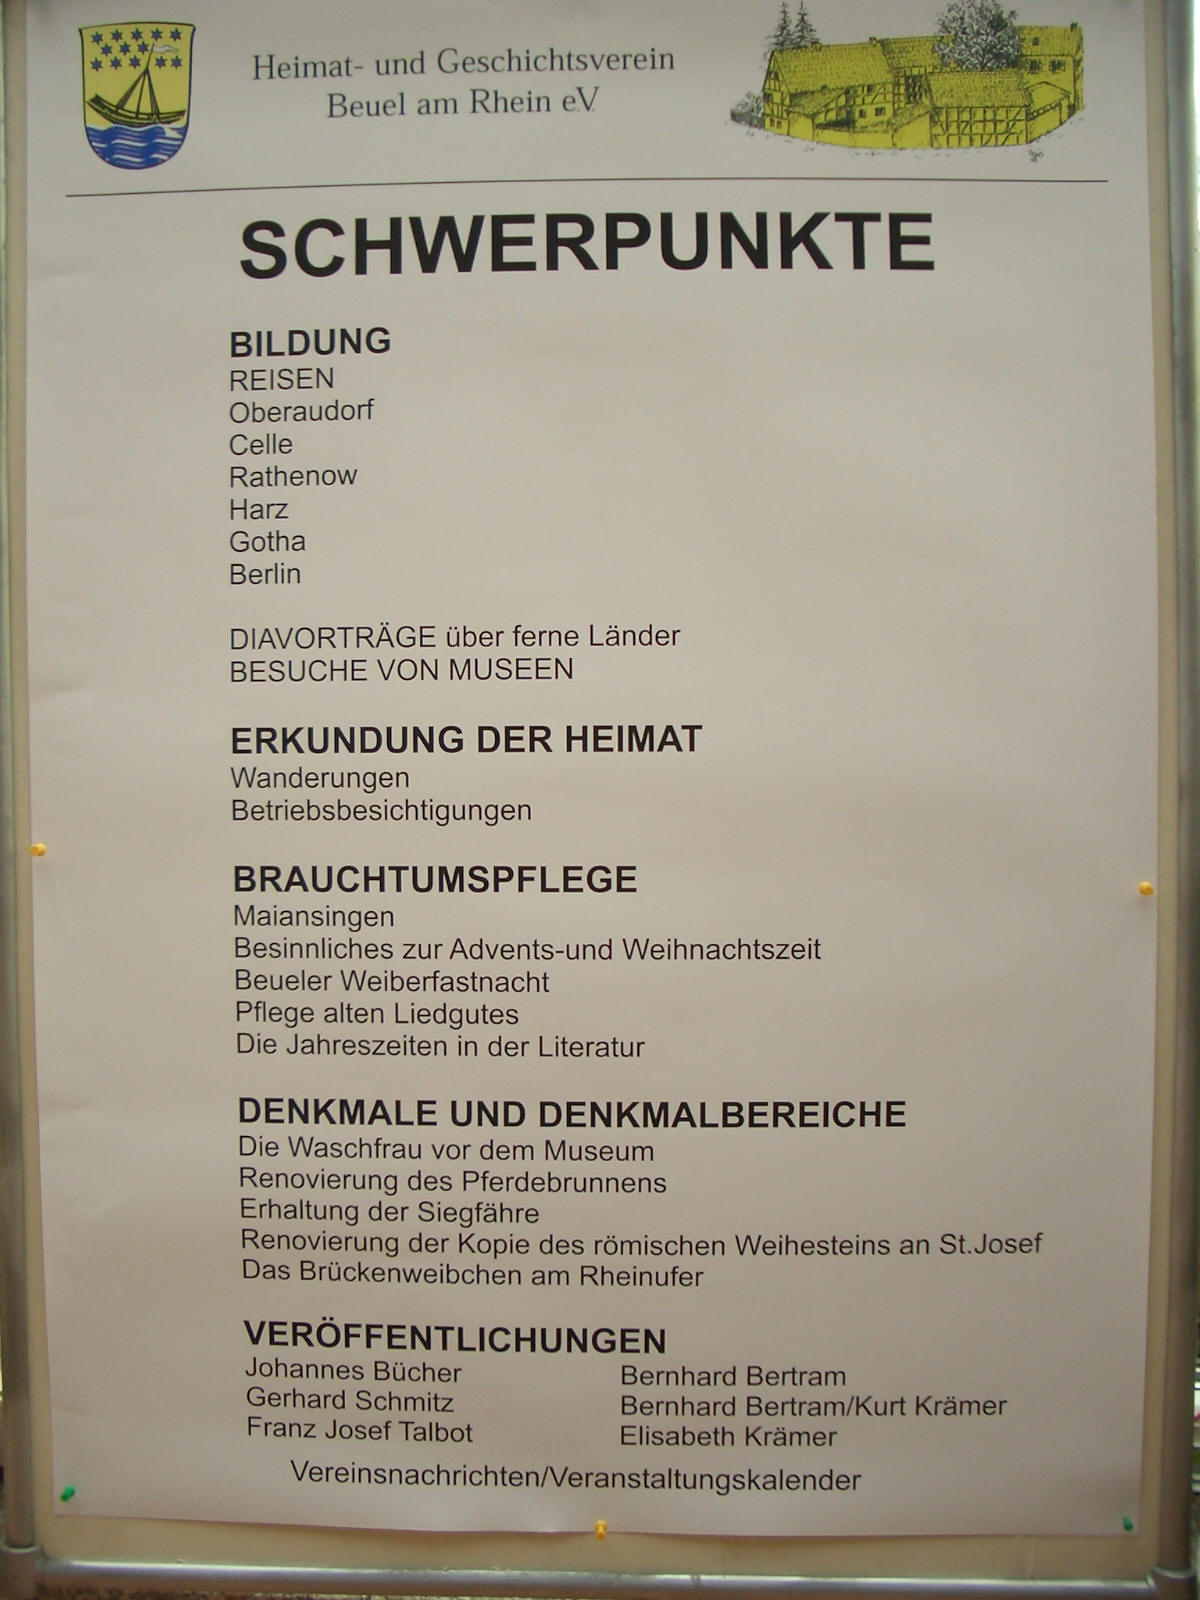 Heimat- und Geschichtsverein
Beuel am Rhein e.V.
SCHWERPUNKTE
BILDUNG
REISEN
Oberaudorf
Celle
Rathenow
Harz
Gotha
Berlin
DIAVORTRÄGE über ferne Länder
BESUCHE VON MUSEEN
ERKUNDUNG DER HEIMAT
Wanderungen
Betriebsbesichtigungen
BRAUCHTUMSPFLEGE
Maiansingen
Besinnliches zur Advents-und Weihnachtszeit
Beueler Weiberfastnacht
Pflege alten Liedgutes
Die Jahreszeiten in der Literatur
DENKMALE UND DENKMALBEREICHE
Die Waschfrau vor dem Museum
Renovierung des Pferdebrunnens
Erhaltung der Siegfähre
Renovierung der Kopie des römischen Weihesteins an St.Josef
Das Brückenweibchen am Rheinufer
VERÖFFENTLICHUNGEN
Johannes Bücher Bernhard Bertram
Gerhard Schmitz Bernhard Bertram/Kurt Krämer
Franz Josef Talbot Elisabeth Krämer
Vereinsnachrichten/Veranstaltungskalender